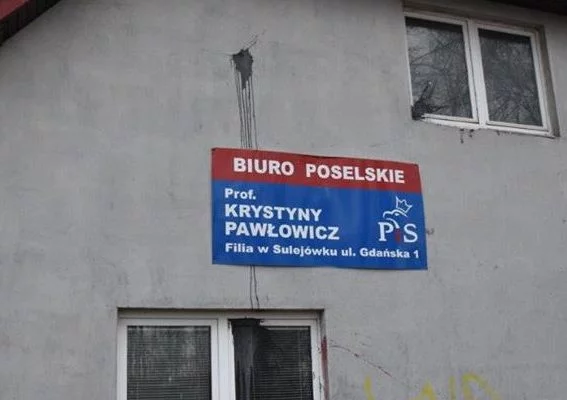 BIURO POSELSKIE
Prof.
KRYSTYNY
PAWŁOWICZ
PiS
Filia w Sulejówku ul. Gdańska 1